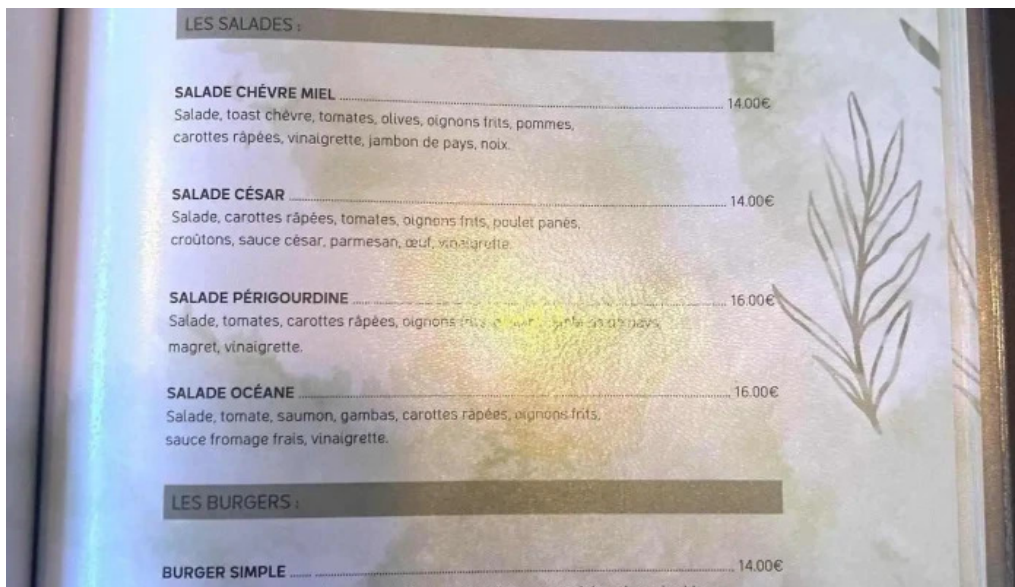 LES SALADES :
SALADE CHÉVRE MIEL 14.00€
Salade, toast chèvre, tomates, olives, oignons frits, pommes,
carottes râpées, vinaigrette, jambon de pays, noix.
SALADE CÉSAR 14.00€
Salade, carottes râpées, tomates, oignons frits, poulet panés,
croûtons, sauce césar, parmesan, œuf, vinaigrette.
SALADE PÉRIGOURDINE 16.00€
Salade, tomates, carottes râpées, oignons pays,
magret, vinaigrette.
SALADE OCÉANE 16.00€
Salade, tomate, saumon, gambas, carottes râpées, oignons frits,
sauce fromage frais, vinaigrette.
LES BURGERS :
BURGER SIMPLE 14.00€